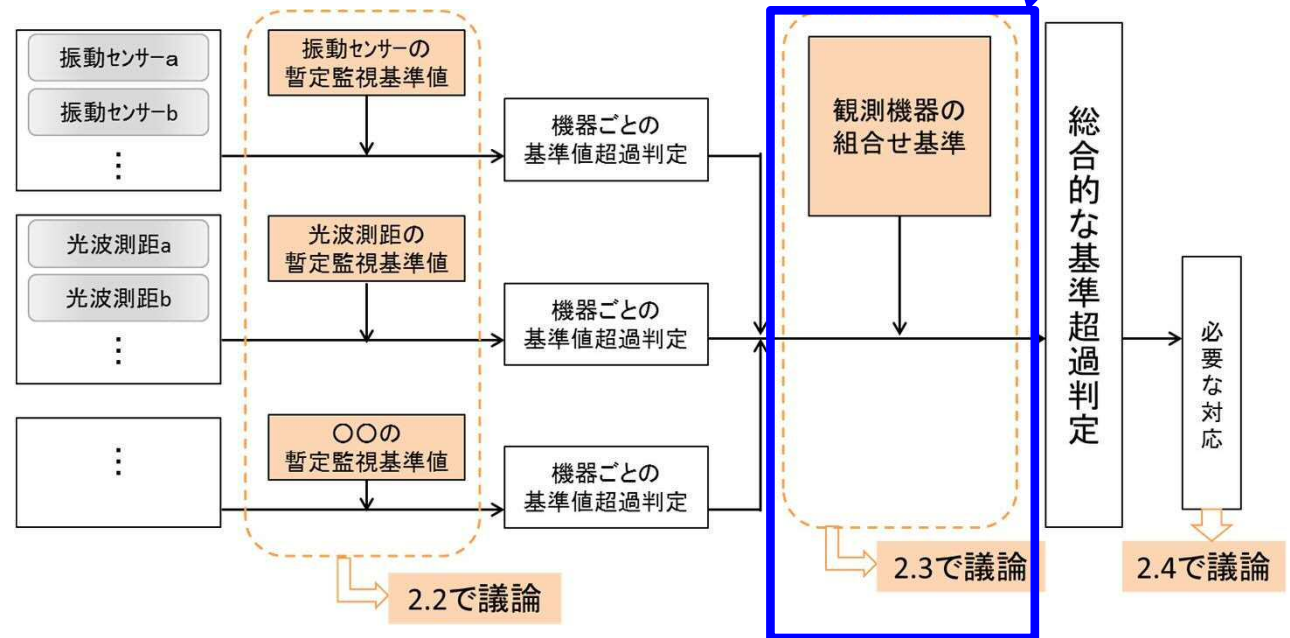 振動センサーa
振動センサーb
⋮
振動センサーの
暫定監視基準値
機器ごとの
基準値超過判定
光波測距a
光波測距b
⋮
光波測距の
暫定監視基準値
機器ごとの
基準値超過判定
⋮
〇〇の
暫定監視基準値
機器ごとの
基準値超過判定
2.2で議論
観測機器の
組合せ基準
2.3で議論
総合的な基準超過判定
必要な対応
2.4で議論